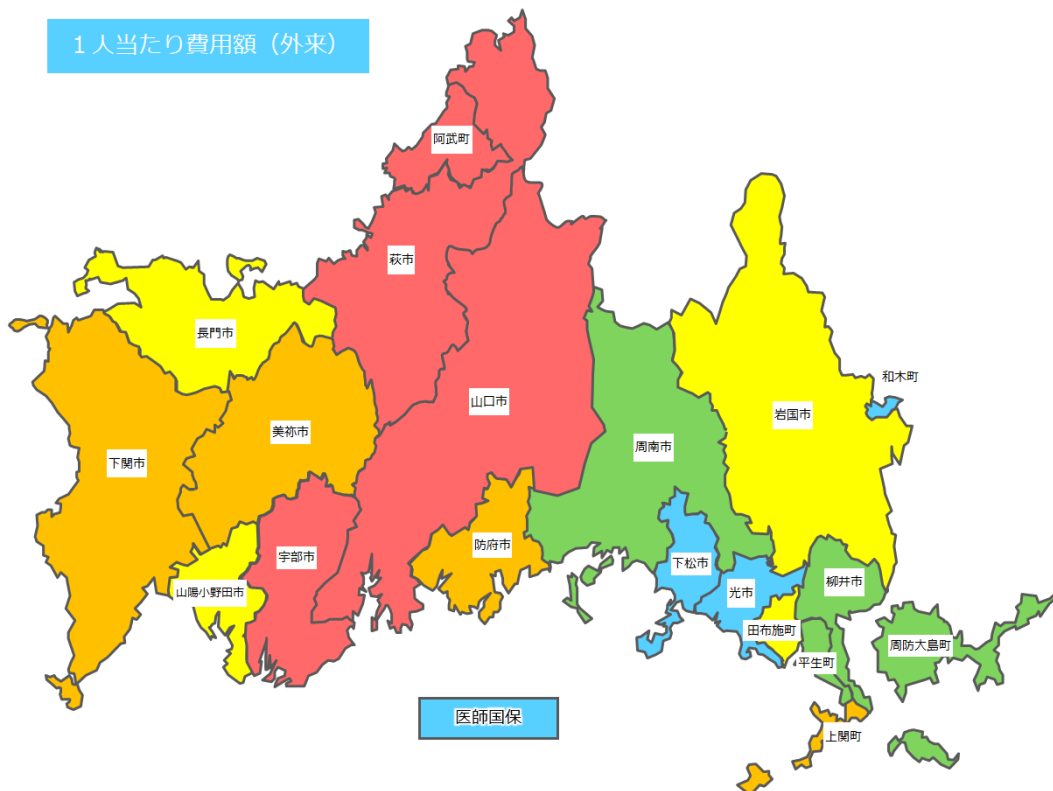 １人当たり費用額（外来）
阿武町
萩市
長門市
和木町
山口市
岩国市
美祢市
周南市
下関市
防府市
宇部市
下松市
柳井市
光市
山陽小野田市
田布施町
周防大島町
平生町
医師国保
上関町